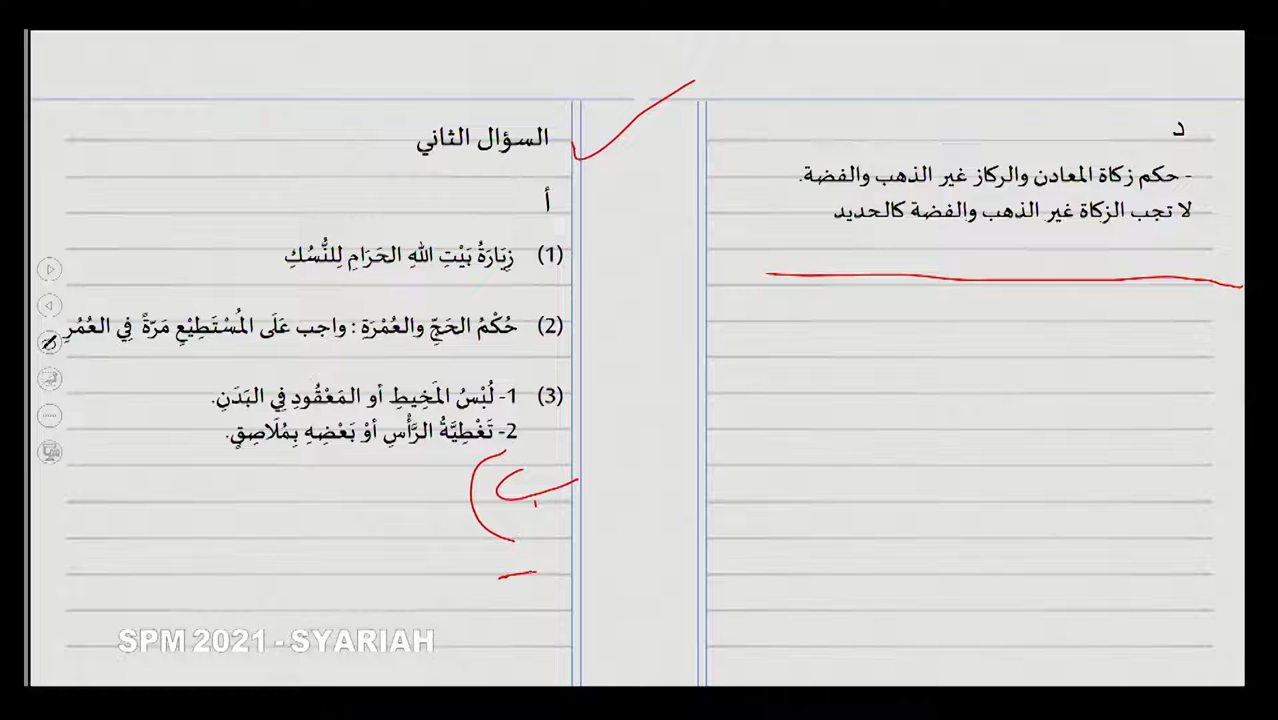 د
- حكم زكاة المعادن والركاز غير الذهب والفضة.
لا تجب الزكاة غير الذهب والفضة كالحديد
السؤال الثاني
أ
(1) زِيَارَةُ بَيْتِ اللهِ الحَرَامِ لِلنُّسُكِ
(2) حُكْمُ الحَجِّ والعُمْرَةِ : واجب عَلَى المُسْتَطِيْعِ مَرّةً فِي العُمُرِ
(3) 1- لُبْسُ المَخِيطِ أو المَعْقُودِ فِي البَدَنِ.
2- تَغْطِيَّةُ الرَّأْسِ أوْ بَعْضِهِ بِمُلَاصِقٍ.
ب)
-
SPM 2021 - SYARIAH